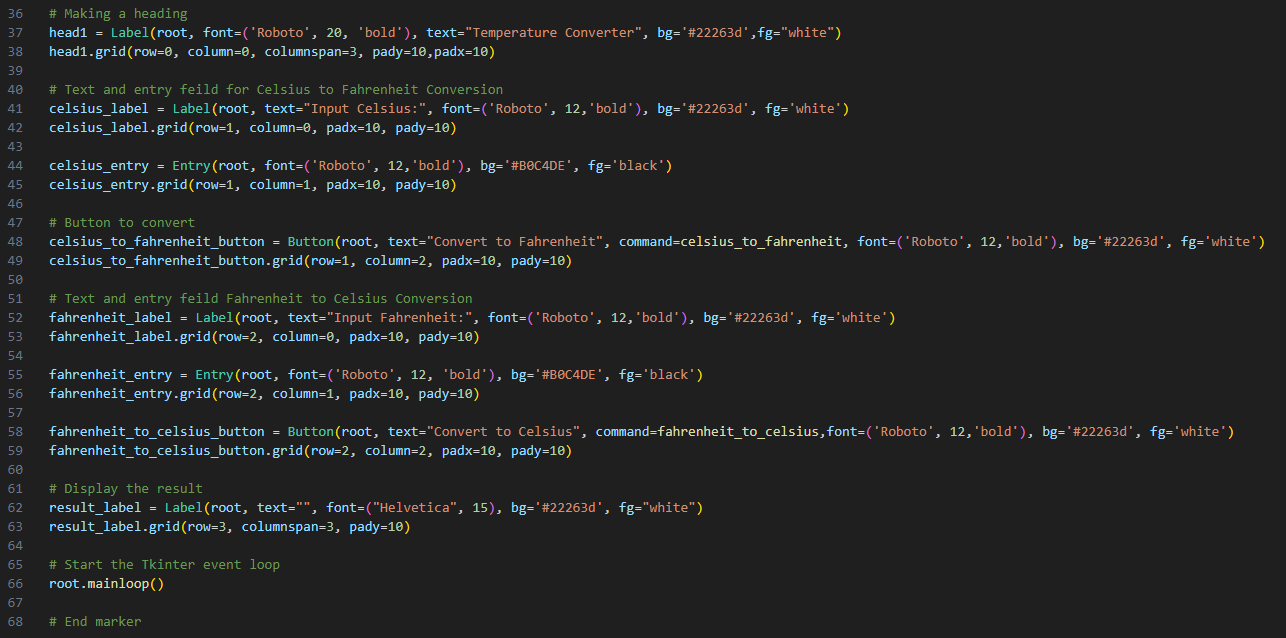 36 # Making a heading
37 head1 = Label(root, font=('Roboto', 20, 'bold'), text="Temperature Converter", bg='#22263d',fg="white")
38 head1.grid(row=0, column=0, columnspan=3, pady=10,padx=10)
39
40 # Text and entry feild for Celsius to Fahrenheit Conversion
41 celsius_label = Label(root, text="Input Celsius:", font=('Roboto', 12,'bold'), bg='#22263d', fg='white')
42 celsius_label.grid(row=1, column=0, padx=10, pady=10)
43
44 celsius_entry = Entry(root, font=('Roboto', 12,'bold'), bg='#B0C4DE', fg='black')
45 celsius_entry.grid(row=1, column=1, padx=10, pady=10)
46
47 # Button to convert
48 celsius_to_fahrenheit_button = Button(root, text="Convert to Fahrenheit", command=celsius_to_fahrenheit, font=('Roboto', 12,'bold'), bg='#22263d', fg='white')
49 celsius_to_fahrenheit_button.grid(row=1, column=2, padx=10, pady=10)
50
51 # Text and entry feild Fahrenheit to Celsius Conversion
52 fahrenheit_label = Label(root, text="Input Fahrenheit:", font=('Roboto', 12,'bold'), bg='#22263d', fg='white')
53 fahrenheit_label.grid(row=2, column=0, padx=10, pady=10)
54
55 fahrenheit_entry = Entry(root, font=('Roboto', 12, 'bold'), bg='#B0C4DE', fg='black')
56 fahrenheit_entry.grid(row=2, column=1, padx=10, pady=10)
57
58 fahrenheit_to_celsius_button = Button(root, text="Convert to Celsius", command=fahrenheit_to_celsius,font=('Roboto', 12,'bold'), bg='#22263d', fg='white')
59 fahrenheit_to_celsius_button.grid(row=2, column=2, padx=10, pady=10)
60
61 # Display the result
62 result_label = Label(root, text="", font=("Helvetica", 15), bg='#22263d', fg="white")
63 result_label.grid(row=3, columnspan=3, pady=10)
64
65 # Start the Tkinter event loop
66 root.mainloop()
67
68 # End marker